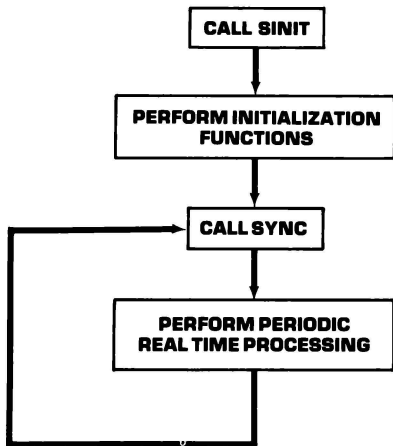 CALL SINIT
PERFORM INITIALIZATION
FUNCTIONS
CALL SYNC
PERFORM PERIODIC
REAL TIME PROCESSING